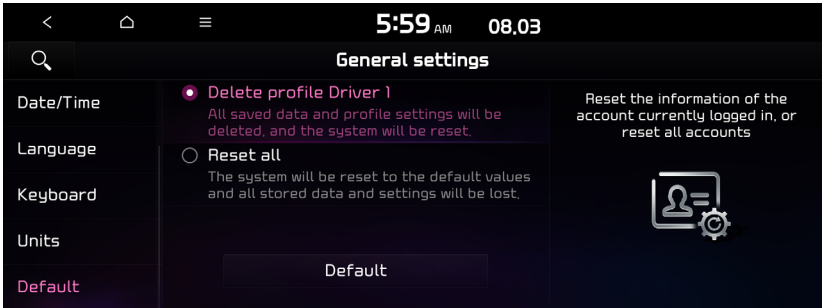 5:59 AM 08.03
General settings
Date/Time
Language
Keyboard
Units
Default
Delete profile Driver 1
All saved data and profile settings will be
deleted, and the system will be reset.
Reset all
The system will be reset to the default values
and all stored data and settings will be lost.
Default
Reset the information of the
account currently logged in, or
reset all accounts